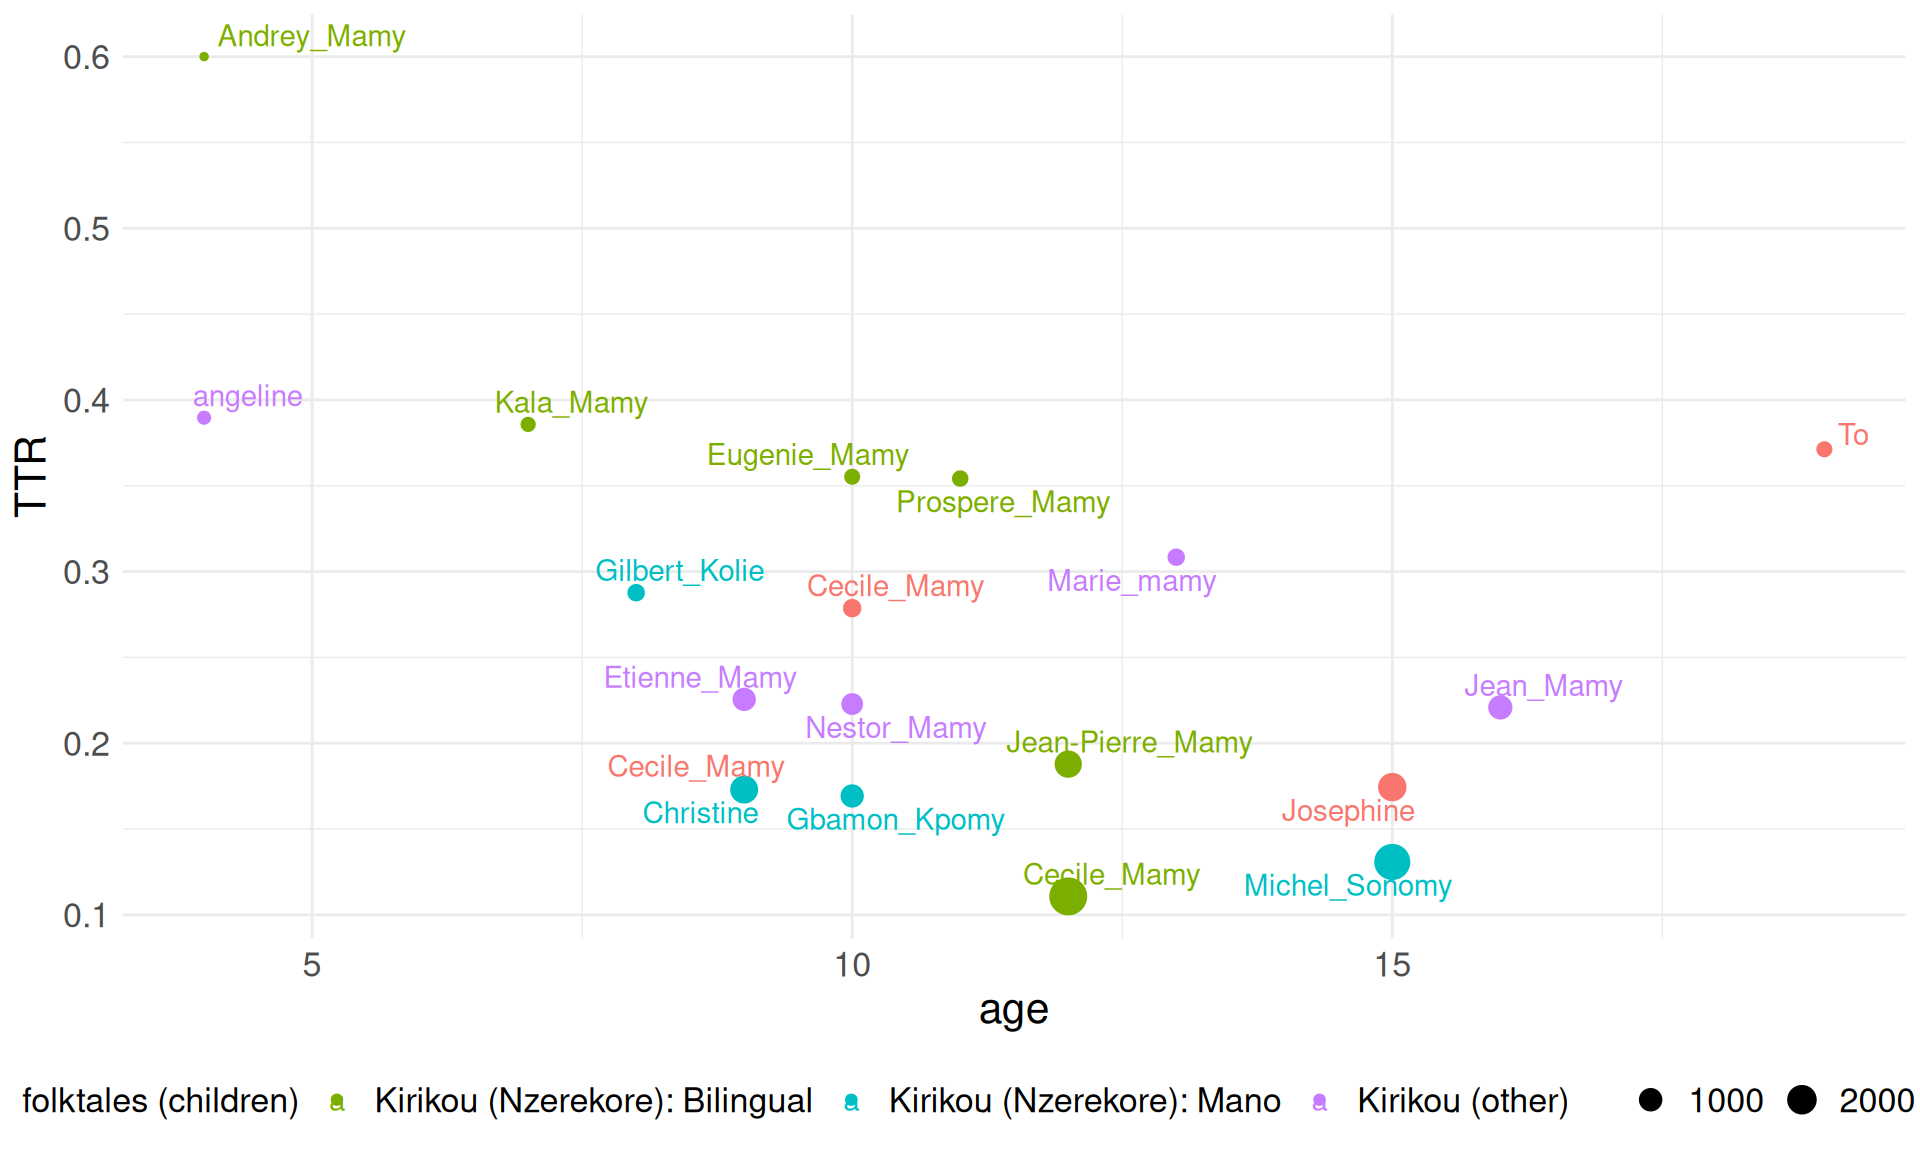 Andrey_Mamy
0.6
0.5
angeline
Kala_Mamy
0.4
To
Eugenie_Mamy
Prospere_Mamy
TTR
Gilbert_Kolie
0.3
Cecile_Mamy
Marie_mamy
Etienne_Mamy
Jean_Mamy
Nestor_Mamy
0.2
Jean-Pierre_Mamy
Cecile_Mamy
Christine
Gbamon_Kpomy
Josephine
Cecile_Mamy
Michel_Sonomy
0.1
5 10 15
age
folktales (children) a Kirikou (Nzerekore): Bilingual a Kirikou (Nzerekore): Mano a Kirikou (other) 1000 2000